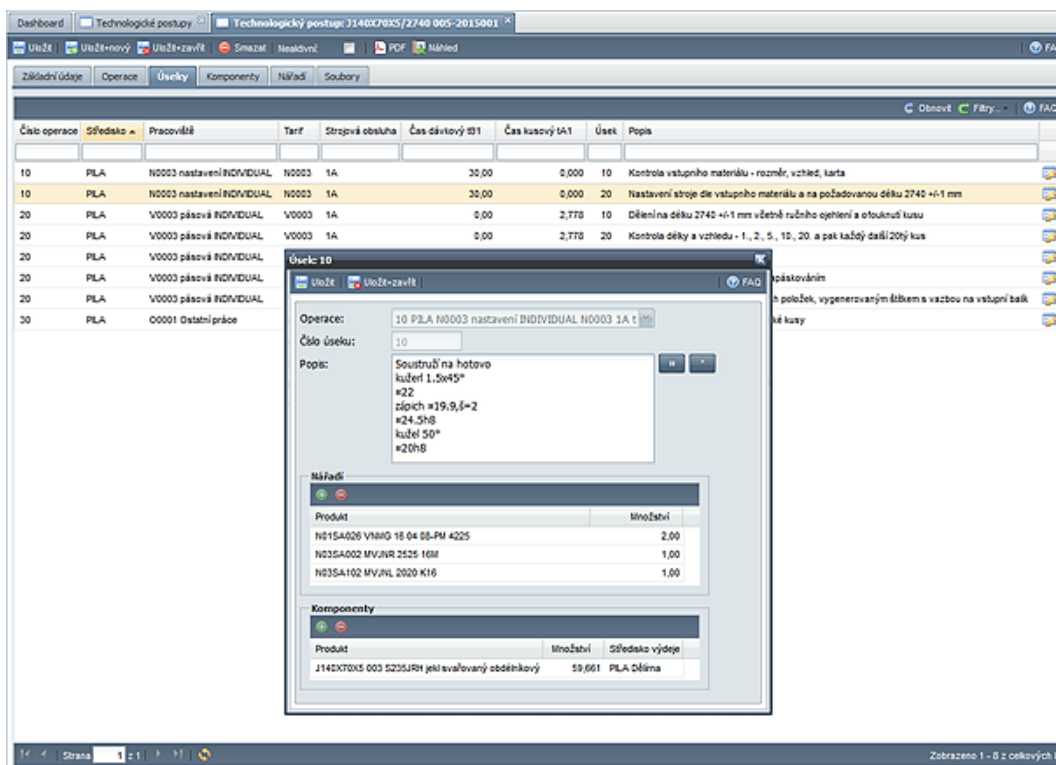 Dashboard Technologické postupy Technologický postup: J140X70X5/2740 005-2015001
Uložit Uložit+nový Uložit+zavřít Smazat Neaktivní: PDF Náhled FA
Základní údaje Operace Úseky Komponenty Nářadí Soubory
Obnovit Filtry... FAQ
Číslo operace Středisko Pracoviště Tarif Strojová obsluha Čas dávkový tB1 Čas kusový tA1 Úsek Popis
10 PILA N0003 nastavení INDIVIDUAL N0003 1A 30,00 0,000 10 Kontrola vstupního materiálu - rozměr, vzhled, karta
10 PILA N0003 nastavení INDIVIDUAL N0003 1A 30,00 0,000 20 Nastavení stroje dle vstupního materiálu a na požadovanou délku 2740 +/-1 mm
20 PILA V0003 pásová INDIVIDUAL V0003 1A 0,00 2,778 10 Dělení na délku 2740 +/-1 mm včetně ručního ojehlení a ofouknutí kusu
20 PILA V0003 pásová INDIVIDUAL V0003 1A 0,00 2,778 20 Kontrola délky a vzhledu - 1., 2., 5., 10., 20. a pak každý další 20tý kus
20 PILA V0003 pásová INDIVIDUAL
20 PILA V0003 pásová INDIVIDUAL apáskováním
20 PILA V0003 pásová INDIVIDUAL h položek, vygenerovaným štítkem s vazbou na vstupní balík
30 PILA O0001 Ostatní práce ké kusy
Úsek: 10
Uložit Uložit+zavřít FAQ
Operace: 10 PILA N0003 nastavení INDIVIDUAL N0003 1A t
Číslo úseku: 10
Popis: Soustruží na hotovo
kužerl 1.5x45°
¤22
zápich ¤19.9,š=2
¤24.5h8
kužel 50°
¤20h8
Nářadí
Produkt Množství
N01SA026 VNMG 16 04 08-PM 4225 2,00
N03SA002 MVJNR 2525 16M 1,00
N03SA102 MVJNL 2020 K16 1,00
Komponenty
Produkt Množství Středisko výdeje
J140X70X5 003 S235JRH jekl svařovaný obdélníkový 59,661 PILA Dělírna
Strana 1 z 1 Zobrazeno 1 - 8 z celkových